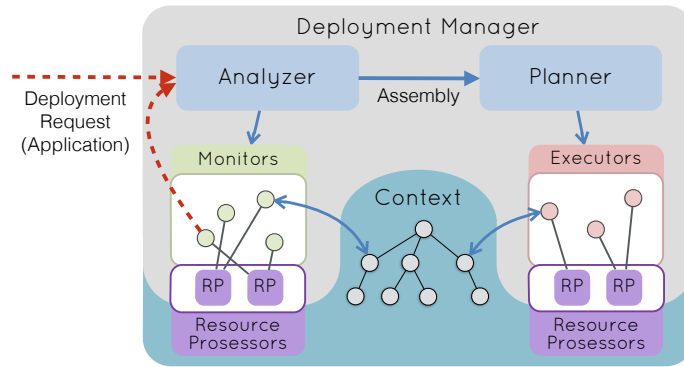 Deployment Manager
Analyzer
Planner
Assembly
Deployment
Request
(Application)
Monitors
Executors
Context
RP
RP
RP
RP
Resource
Prosessors
Resource
Prosessors